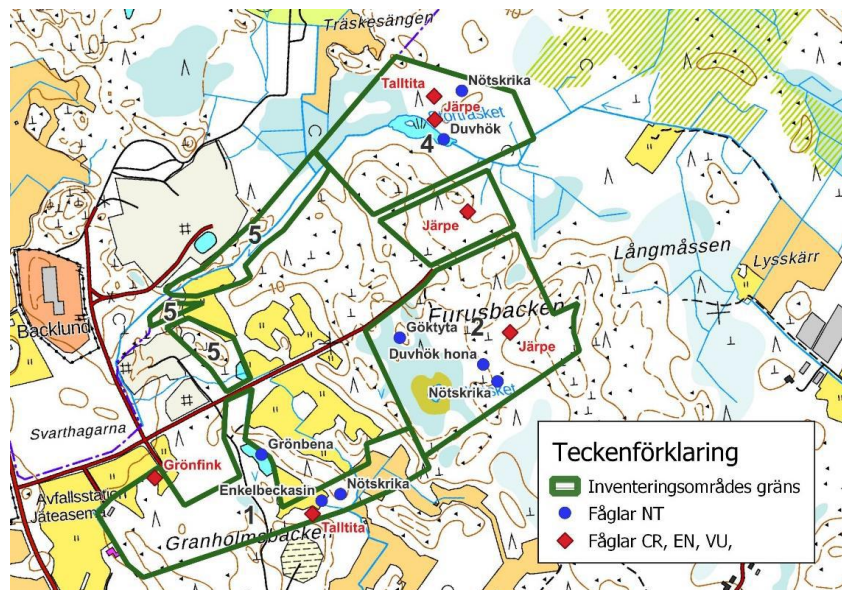 Träskesängen
Talltita
Nötskrika
Järpe
Duvhök
4
Järpe
5
Långmåssen
Lysskärr
10
Furusbacken
Backlund
5
5
Göktyta
2
Järpe
Duvhök hona
Nötskrika
Svarthagarna
Grönbena
Grönfink
Avfallsstation
Jäteasema
Enkelbeckasin
Nötskrika
1
Talltita
Granholmsbacken
Teckenförklaring
Inventeringsområdes gräns
Fåglar NT
Fåglar CR, EN, VU,